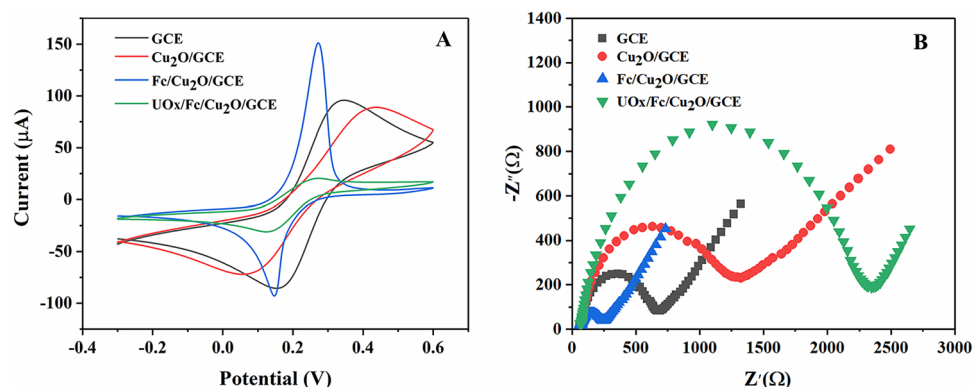 A
GCE
Cu₂O/GCE
Fc/Cu₂O/GCE
UOx/Fc/Cu₂O/GCE
150
100
50
0
-50
-100
Current (μA)
-0.4
-0.2
0.0
0.2
0.4
0.6
Potential (V)
B
GCE
Cu₂O/GCE
Fc/Cu₂O/GCE
UOx/Fc/Cu₂O/GCE
1400
1200
1000
800
600
400
200
0
-Z″(Ω)
0
500
1000
1500
2000
2500
3000
Z′(Ω)